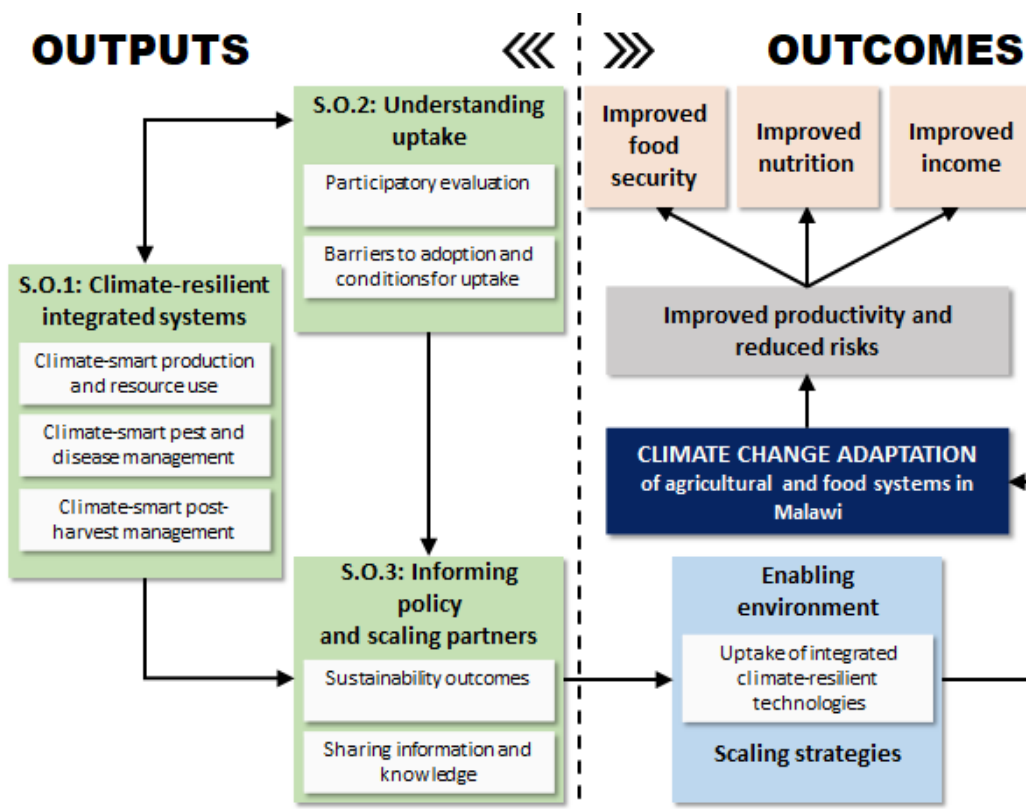 OUTPUTS
OUTCOMES
S.O.1: Climate-resilient
integrated systems
Climate-smart production
and resource use
Climate-smart pest and
disease management
Climate-smart post-
harvest management
S.O.2: Understanding
uptake
Participatory evaluation
Barriers to adoption and
conditions for uptake
S.O.3: Informing
policy
and scaling partners
Sustainability outcomes
Sharing information and
knowledge
Improved
food
security
Improved
nutrition
Improved
income
Improved productivity and
reduced risks
CLIMATE CHANGE ADAPTATION
of agricultural and food systems in
Malawi
Enabling
environment
Uptake of integrated
climate-resilient
technologies
Scaling strategies